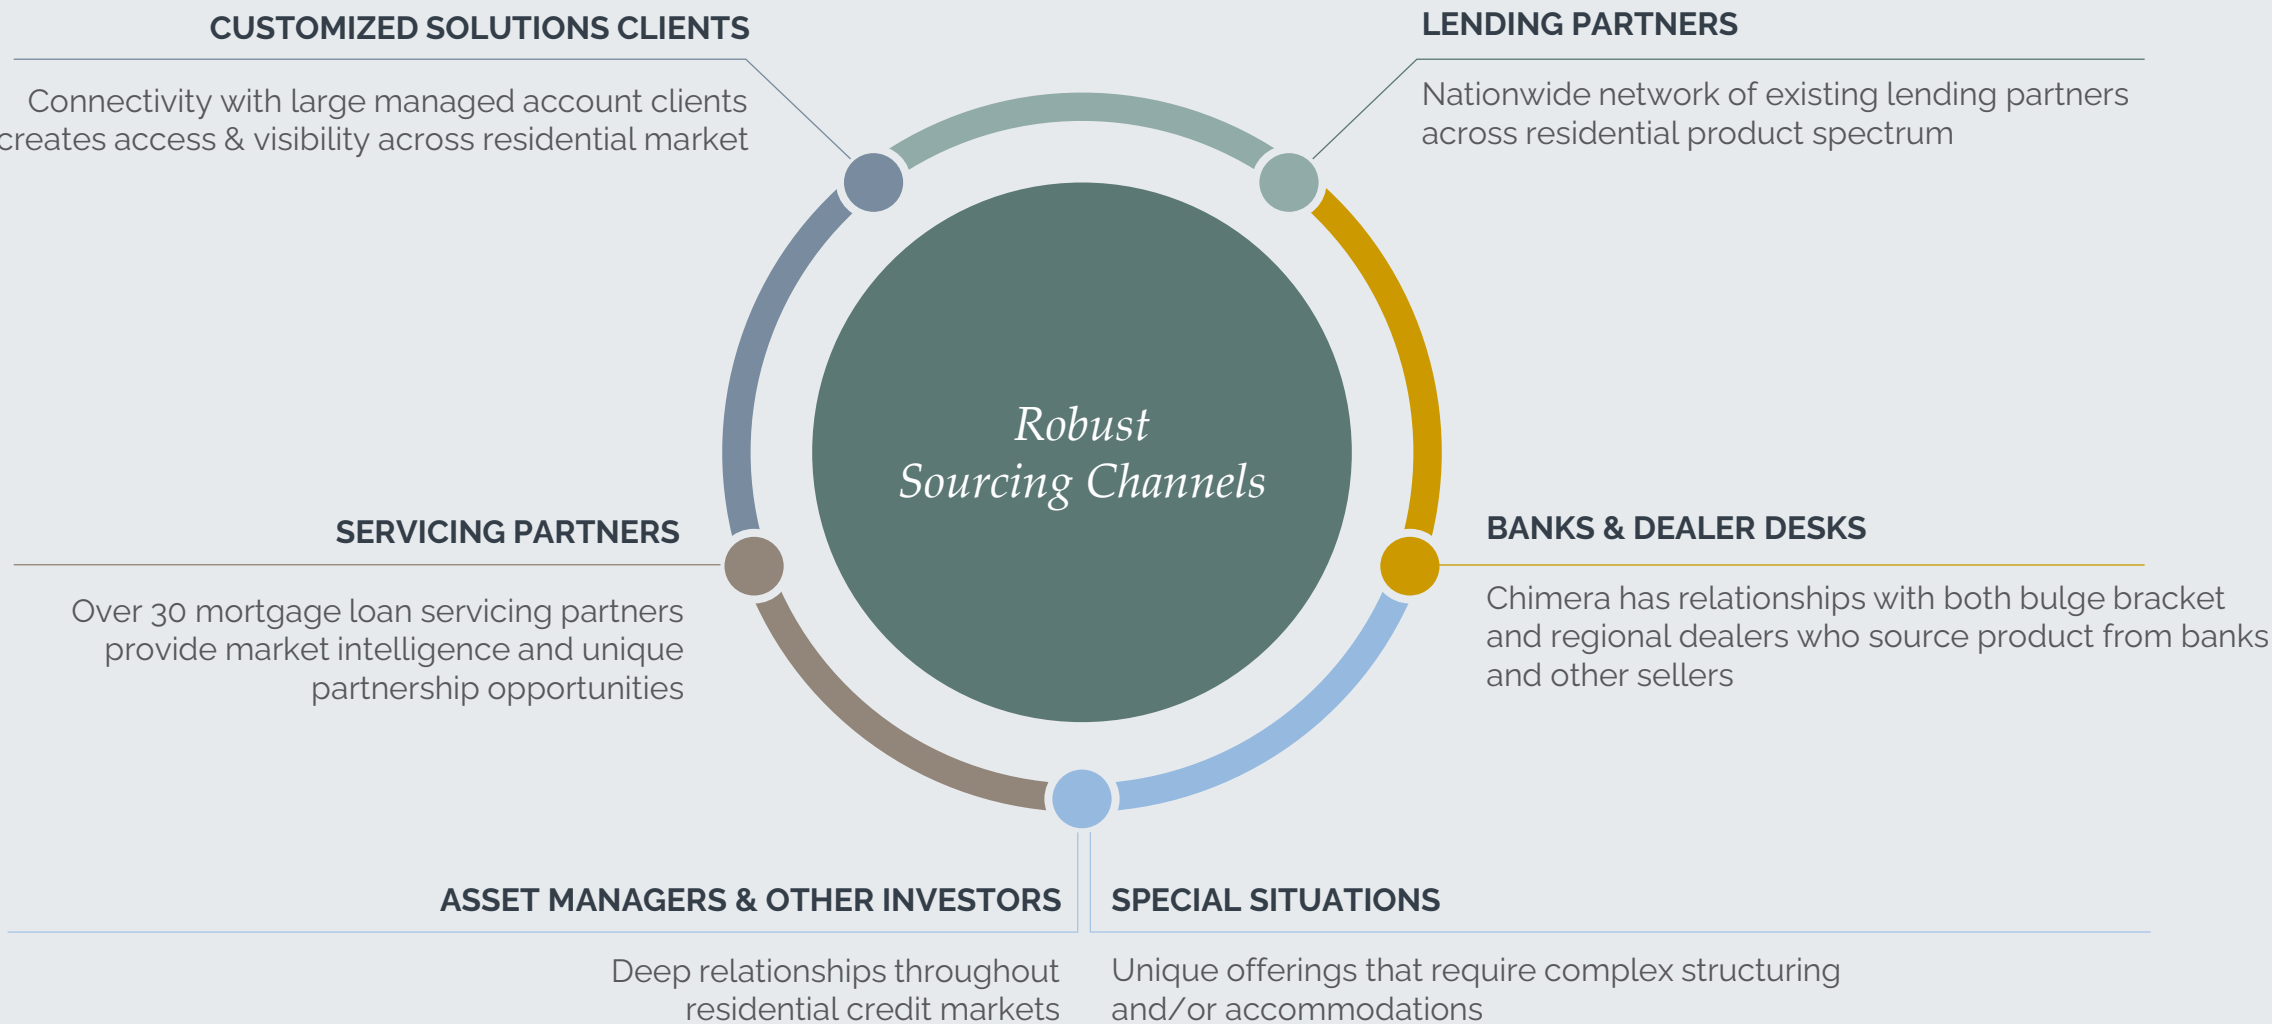 CUSTOMIZED SOLUTIONS CLIENTS
Connectivity with large managed account clients
creates access & visibility across residential market
LENDING PARTNERS
Nationwide network of existing lending partners
across residential product spectrum
Robust
Sourcing Channels
SERVICING PARTNERS
Over 30 mortgage loan servicing partners
provide market intelligence and unique
partnership opportunities
BANKS & DEALER DESKS
Chimera has relationships with both bulge bracket
and regional dealers who source product from banks
and other sellers
ASSET MANAGERS & OTHER INVESTORS
Deep relationships throughout
residential credit markets
SPECIAL SITUATIONS
Unique offerings that require complex structuring
and/or accommodations